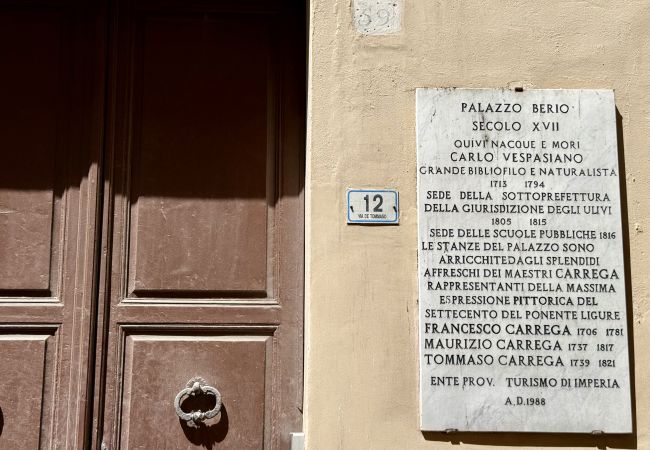 39
12
VIA DE TOMMASO
PALAZZO BERIO
SECOLO XVII
QUIVI NACQUE E MORÌ
CARLO VESPASIANO
GRANDE BIBLIOFILO E NATURALISTA
1713 1794
SEDE DELLA SOTTOPREFETTURA
DELLA GIURISDIZIONE DEGLI ULIVI
1805 1815
SEDE DELLE SCUOLE PUBBLICHE 1816
LE STANZE DEL PALAZZO SONO
ARRICCHITE DAGLI SPLENDIDI
AFFRESCHI DEI MAESTRI CARREGA
RAPPRESENTANTI DELLA MASSIMA
ESPRESSIONE PITTORICA DEL
SETTECENTO DEL PONENTE LIGURE
FRANCESCO CARREGA 1706 1781
MAURIZIO CARREGA 1737 1817
TOMMASO CARREGA 1739 1821
ENTE PROV. TURISMO DI IMPERIA
A.D. 1988